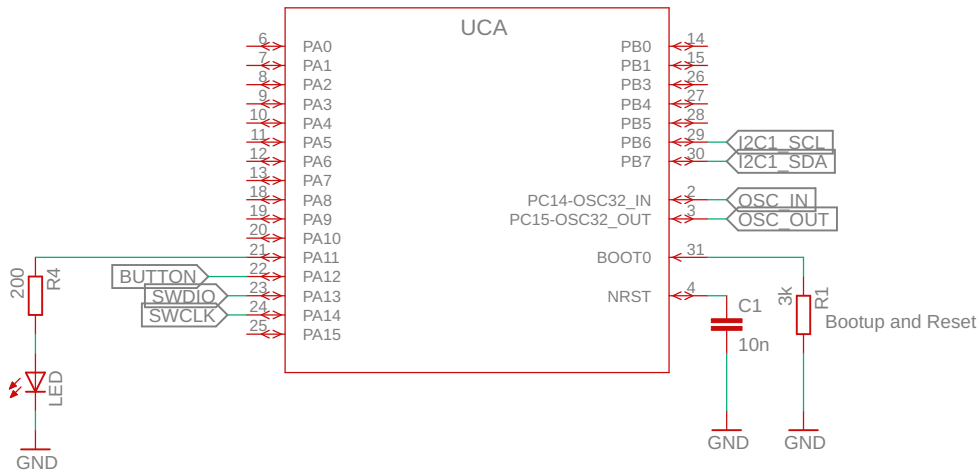 UCA
6 PA0
7 PA1
8 PA2
9 PA3
10 PA4
11 PA5
12 PA6
13 PA7
18 PA8
19 PA9
20 PA10
21 PA11
BUTTON 22 PA12
SWDIO 23 PA13
SWCLK 24 PA14
25 PA15
PB0 14
PB1 15
PB3 26
PB4 27
PB5 28
PB6 29 I2C1_SCL
PB7 30 I2C1_SDA
PC14-OSC32_IN 2 OSC_IN
PC15-OSC32_OUT 3 OSC_OUT
BOOT0 31
NRST 4
200 R4
LED
GND
C1
10n
GND
3k R1
Bootup and Reset
GND